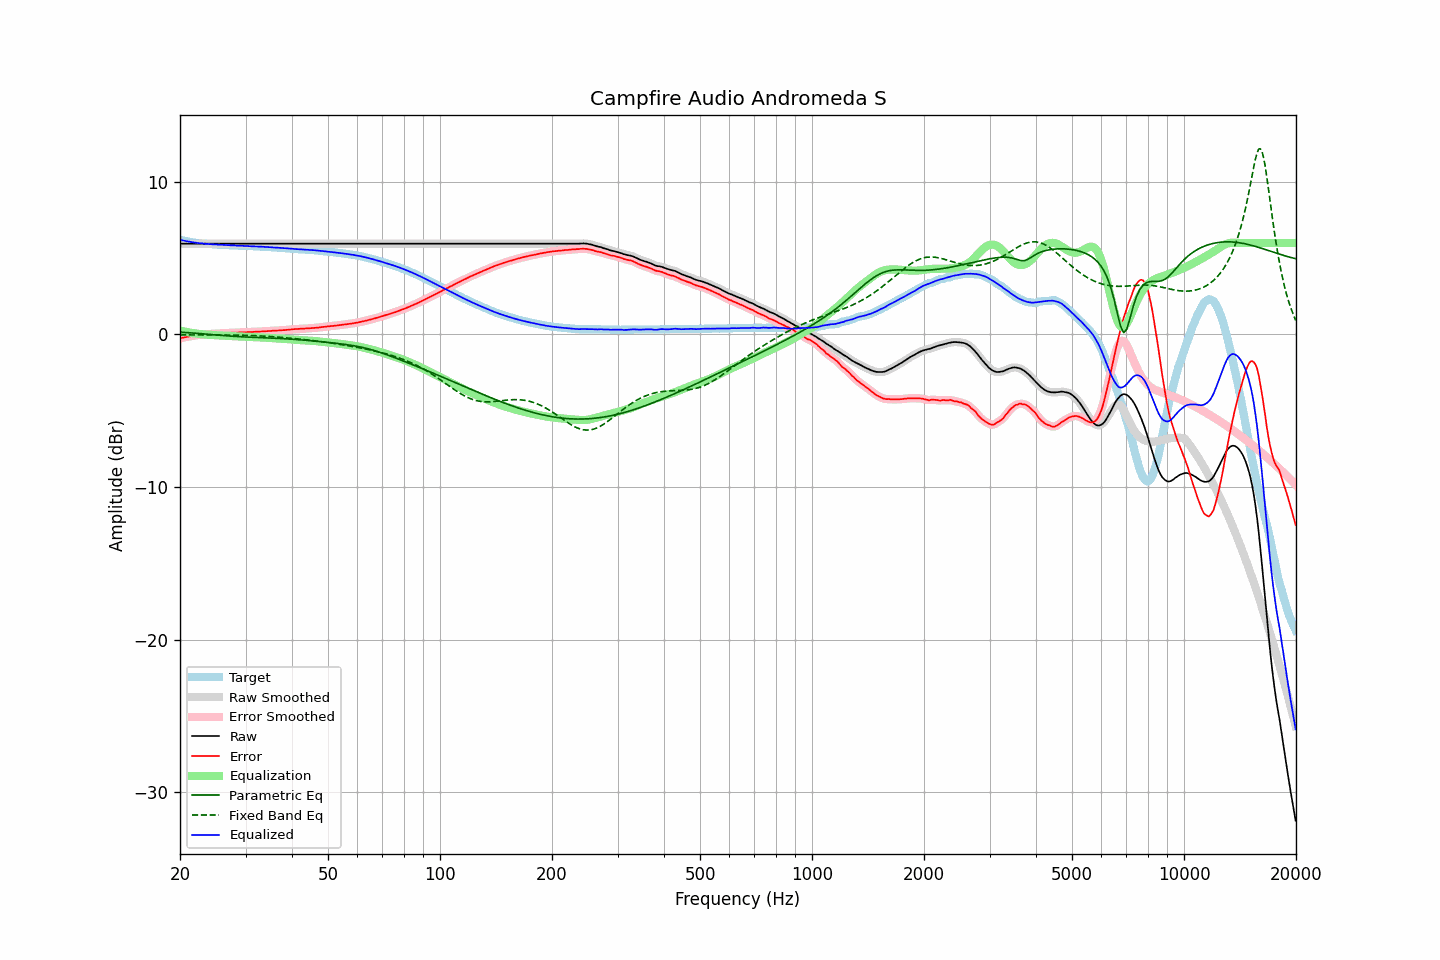 Campfire Audio Andromeda S
10
0
−10
−20
−30
Amplitude (dBr)
Target
Raw Smoothed
Error Smoothed
Raw
Error
Equalization
Parametric Eq
Fixed Band Eq
Equalized
20 50 100 200 500 1000 2000 5000 10000 20000
Frequency (Hz)